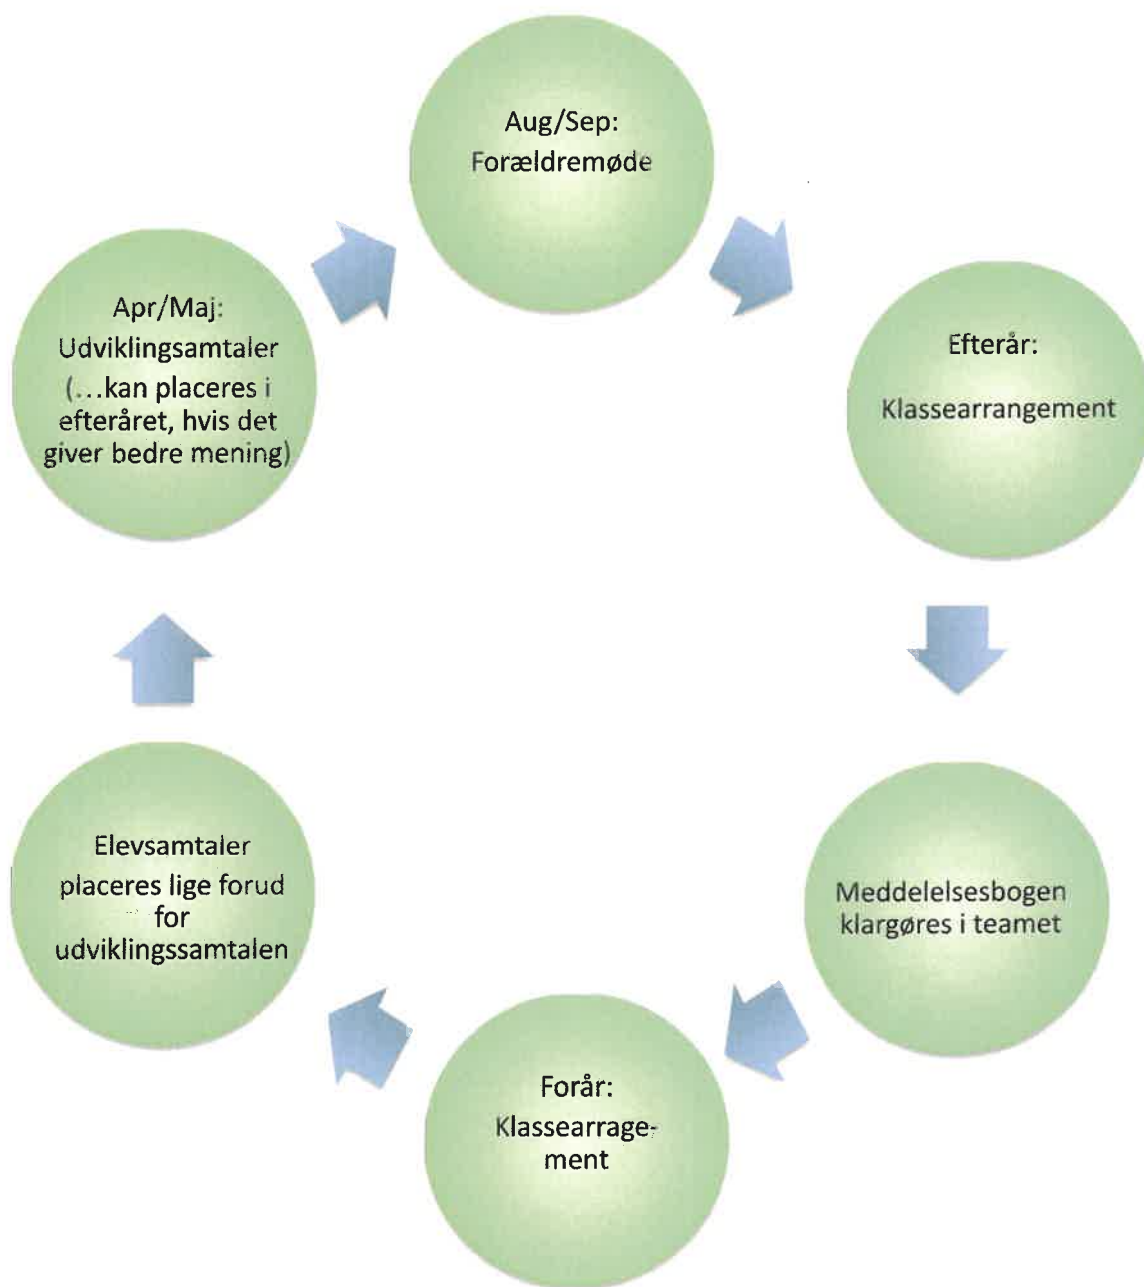 Aug/Sep:
Forældremøde
Efterår:
Klassearrangement
Meddelelsesbogen
klargøres i teamet
Forår:
Klassearrage-
ment
Elevsamtaler
placeres lige forud
for
udviklingssamtalen
Apr/Maj:
Udviklingsamtaler
(…kan placeres i
efteråret, hvis det
giver bedre mening)